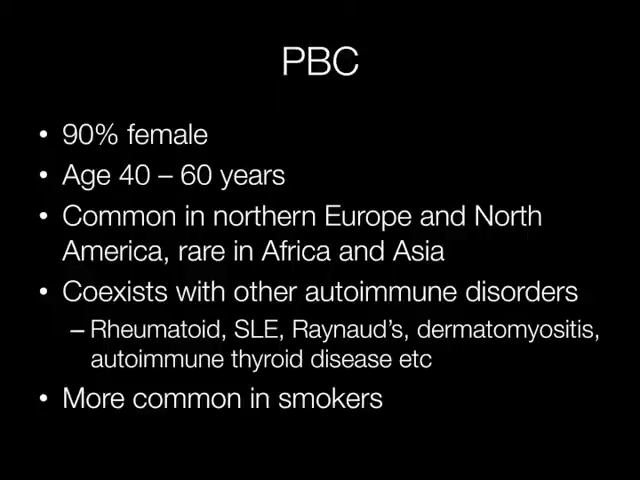 PBC
• 90% female
• Age 40 – 60 years
• Common in northern Europe and North
America, rare in Africa and Asia
• Coexists with other autoimmune disorders
– Rheumatoid, SLE, Raynaud's, dermatomyositis,
autoimmune thyroid disease etc
• More common in smokers